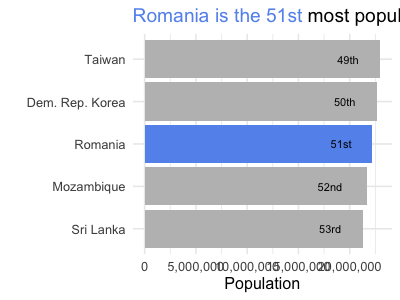 Romania is the 51st most popul
Taiwan 49th
Dem. Rep. Korea 50th
Romania 51st
Mozambique 52nd
Sri Lanka 53rd
0 5,000,000 10,000,000 15,000,000 20,000,000
Population